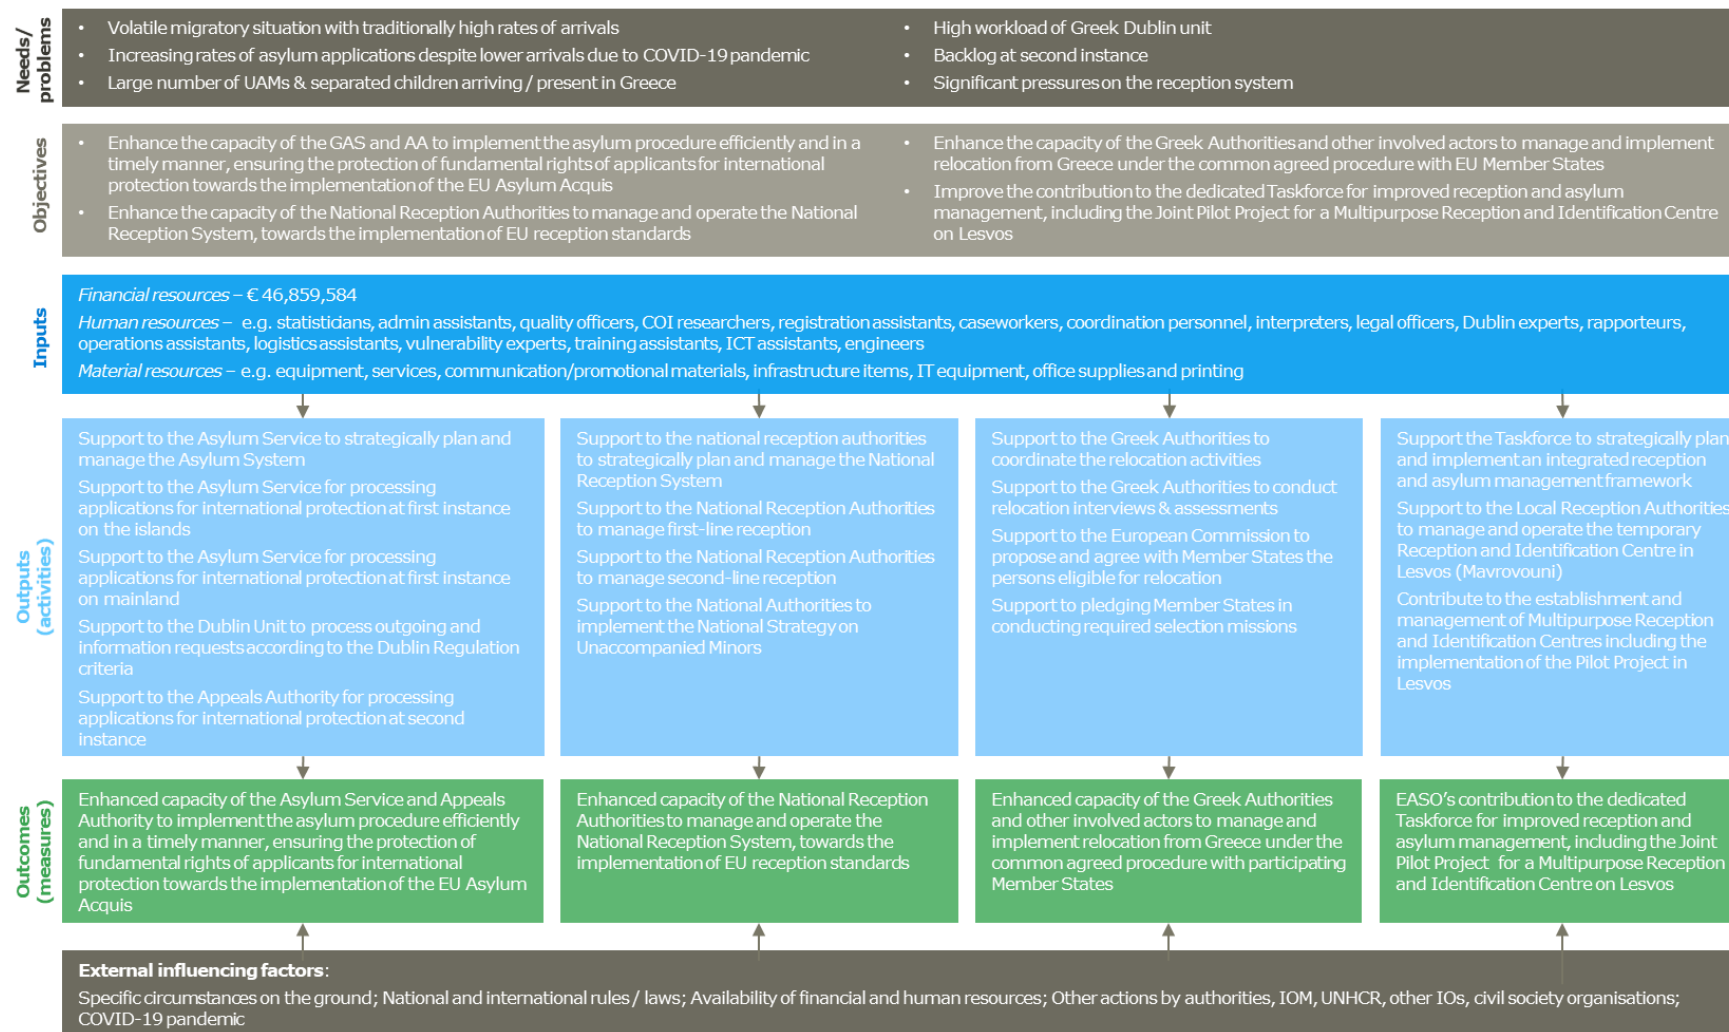 Needs/
problems
• Volatile migratory situation with traditionally high rates of arrivals
• Increasing rates of asylum applications despite lower arrivals due to COVID-19 pandemic
• Large number of UAMs & separated children arriving / present in Greece
• High workload of Greek Dublin unit
• Backlog at second instance
• Significant pressures on the reception system
Objectives
• Enhance the capacity of the GAS and AA to implement the asylum procedure efficiently and in a
timely manner, ensuring the protection of fundamental rights of applicants for international
protection towards the implementation of the EU Asylum Acquis
• Enhance the capacity of the National Reception Authorities to manage and operate the National
Reception System, towards the implementation of EU reception standards
• Enhance the capacity of the Greek Authorities and other involved actors to manage and implement
relocation from Greece under the common agreed procedure with EU Member States
• Improve the contribution to the dedicated Taskforce for improved reception and asylum
management, including the Joint Pilot Project for a Multipurpose Reception and Identification Centre
on Lesvos
Inputs
Financial resources – € 46,859,584
Human resources – e.g. statisticians, admin assistants, quality officers, COI researchers, registration assistants, caseworkers, coordination personnel, interpreters, legal officers, Dublin experts, rapporteurs,
operations assistants, logistics assistants, vulnerability experts, training assistants, ICT assistants, engineers
Material resources – e.g. equipment, services, communication/promotional materials, infrastructure items, IT equipment, office supplies and printing
Outputs
(activities)
Support to the Asylum Service to strategically plan and
manage the Asylum System
Support to the Asylum Service for processing
applications for international protection at first instance
on the islands
Support to the Asylum Service for processing
applications for international protection at first instance
on mainland
Support to the Dublin Unit to process outgoing and
information requests according to the Dublin Regulation
criteria
Support to the Appeals Authority for processing
applications for international protection at second
instance
Support to the national reception authorities
to strategically plan and manage the National
Reception System
Support to the National Reception Authorities
to manage first-line reception
Support to the National Reception Authorities
to manage second-line reception
Support to the National Authorities to
implement the National Strategy on
Unaccompanied Minors
Support to the Greek Authorities to
coordinate the relocation activities
Support to the Greek Authorities to conduct
relocation interviews & assessments
Support to the European Commission to
propose and agree with Member States the
persons eligible for relocation
Support to pledging Member States in
conducting required selection missions
Support the Taskforce to strategically plan
and implement an integrated reception
and asylum management framework
Support to the Local Reception Authorities
to manage and operate the temporary
Reception and Identification Centre in
Lesvos (Mavrovouni)
Contribute to the establishment and
management of Multipurpose Reception
and Identification Centres including the
implementation of the Pilot Project in
Lesvos
Outcomes
(measures)
Enhanced capacity of the Asylum Service and Appeals
Authority to implement the asylum procedure efficiently
and in a timely manner, ensuring the protection of
fundamental rights of applicants for international
protection towards the implementation of the EU Asylum
Acquis
Enhanced capacity of the National Reception
Authorities to manage and operate the
National Reception System, towards the
implementation of EU reception standards
Enhanced capacity of the Greek Authorities
and other involved actors to manage and
implement relocation from Greece under the
common agreed procedure with participating
Member States
EASO's contribution to the dedicated
Taskforce for improved reception and
asylum management, including the Joint
Pilot Project for a Multipurpose Reception
and Identification Centre on Lesvos
External influencing factors:
Specific circumstances on the ground; National and international rules / laws; Availability of financial and human resources; Other actions by authorities, IOM, UNHCR, other IOs, civil society organisations;
COVID-19 pandemic